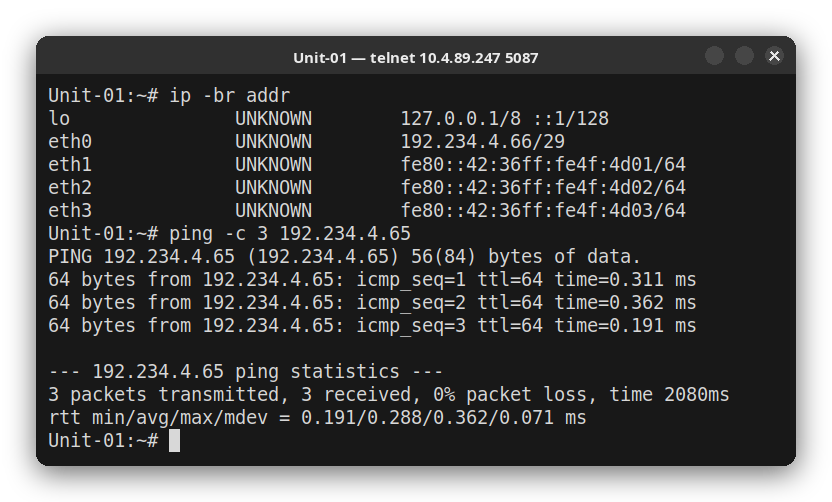 Unit-01 — telnet 10.4.89.247 5087
Unit-01:~# ip -br addr
lo               UNKNOWN        127.0.0.1/8 ::1/128
eth0             UNKNOWN        192.234.4.66/29
eth1             UNKNOWN        fe80::42:36ff:fe4f:4d01/64
eth2             UNKNOWN        fe80::42:36ff:fe4f:4d02/64
eth3             UNKNOWN        fe80::42:36ff:fe4f:4d03/64
Unit-01:~# ping -c 3 192.234.4.65
PING 192.234.4.65 (192.234.4.65) 56(84) bytes of data.
64 bytes from 192.234.4.65: icmp_seq=1 ttl=64 time=0.311 ms
64 bytes from 192.234.4.65: icmp_seq=2 ttl=64 time=0.362 ms
64 bytes from 192.234.4.65: icmp_seq=3 ttl=64 time=0.191 ms

--- 192.234.4.65 ping statistics ---
3 packets transmitted, 3 received, 0% packet loss, time 2080ms
rtt min/avg/max/mdev = 0.191/0.288/0.362/0.071 ms
Unit-01:~#